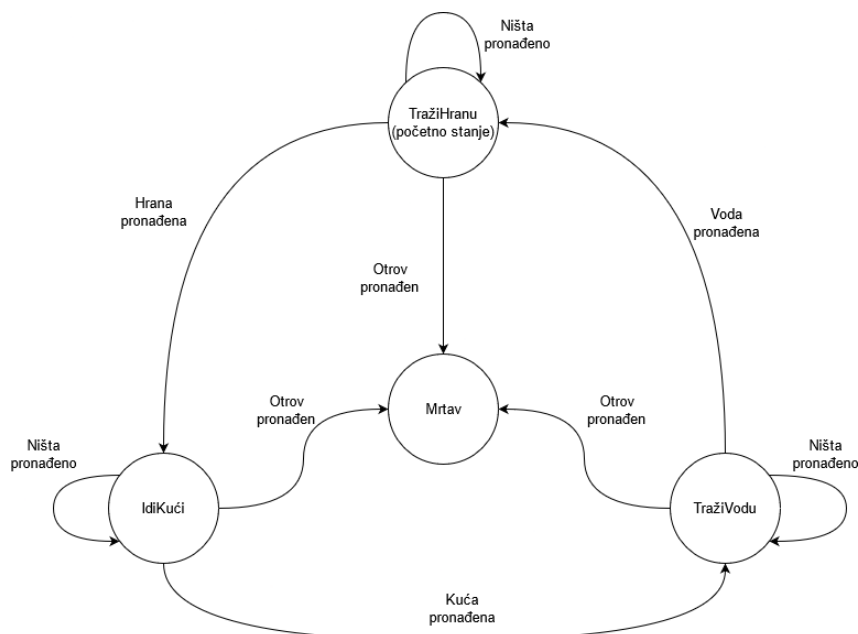 Ništa
pronađeno
TražiHranu
(početno stanje)
Hrana
pronađena
Voda
pronađena
Otrov
pronađen
Otrov
pronađen
Mrtav
Otrov
pronađen
Ništa
pronađeno
Ništa
pronađeno
IdiKući
TražiVodu
Kuća
pronađena